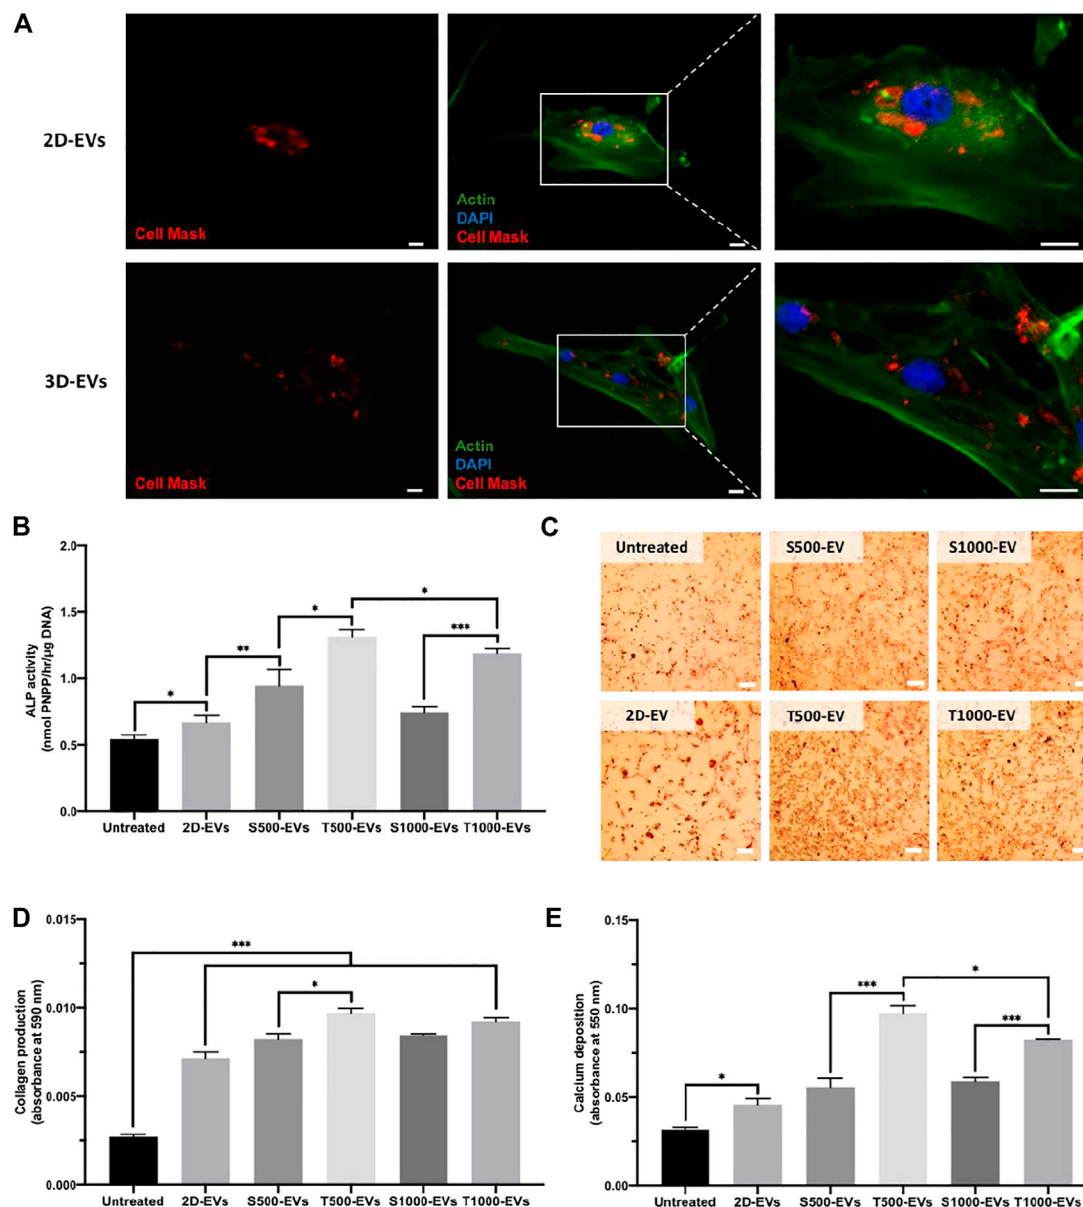 A
2D-EVs
Cell Mask
Actin
DAPI
Cell Mask
3D-EVs
Cell Mask
Actin
DAPI
Cell Mask
B
ALP activity
(nmol PNPP/hr/µg DNA)
2.0
1.5
1.0
0.5
0.0
*
**
*
*
***
Untreated 2D-EVs S500-EVs T500-EVs S1000-EVs T1000-EVs
C
Untreated S500-EV S1000-EV
2D-EV T500-EV T1000-EV
D
Collagen production
(absorbance at 590 nm)
0.015
0.010
0.005
0.000
***
*
Untreated 2D-EVs S500-EVs T500-EVs S1000-EVs T1000-EVs
E
Calcium deposition
(absorbance at 550 nm)
0.15
0.10
0.05
0.00
*
***
*
***
Untreated 2D-EVs S500-EVs T500-EV S1000-EVs T1000-EVs